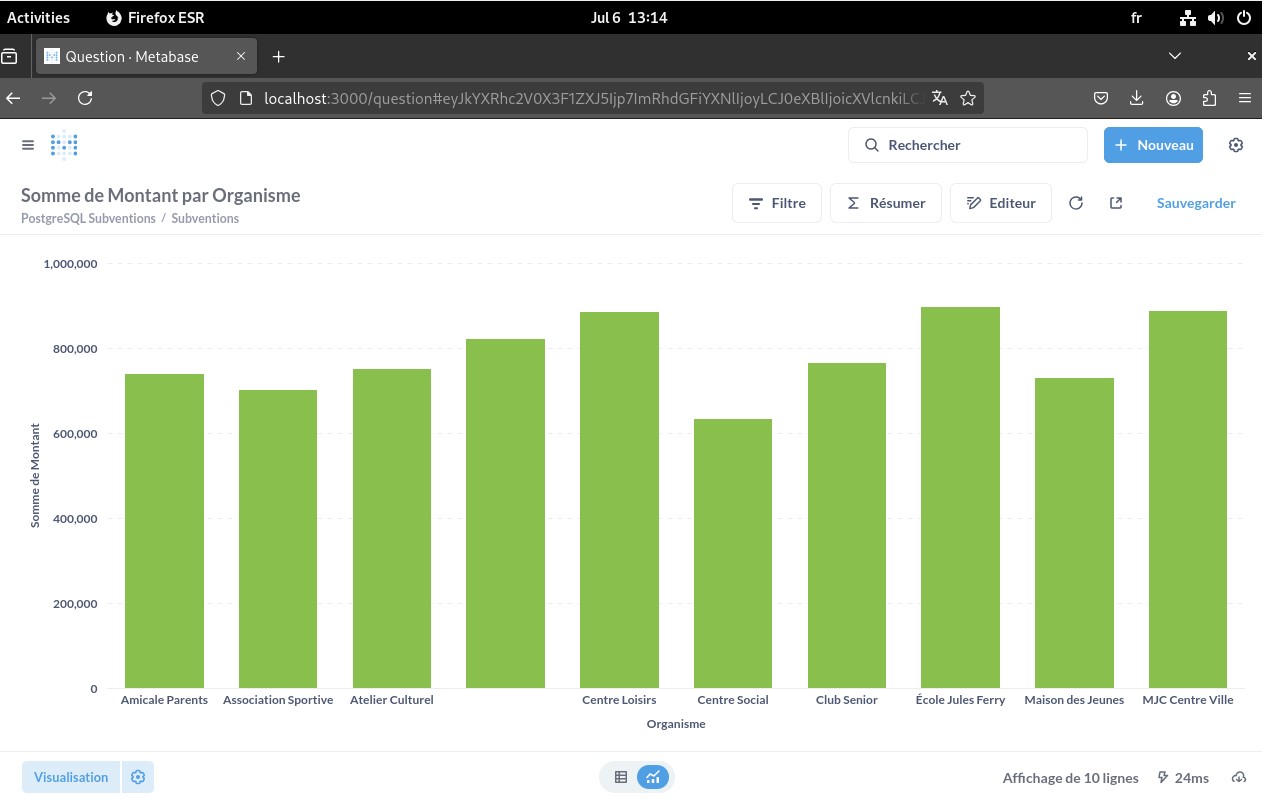 Activities Firefox ESR Jul 6 13:14 fr
Question · Metabase
localhost:3000/question#eyJkYXRhc2V0X3F1ZXJ5Ijp7ImRhdGFiYXNlIjoyLCJ0eXBlIjoicXVlcnkiLC
Rechercher
Nouveau
Somme de Montant par Organisme
PostgreSQL Subventions / Subventions
Filtre
Résumer
Editeur
Sauvegarder
1,000,000
800,000
600,000
400,000
200,000
0
Somme de Montant
Amicale Parents Association Sportive Atelier Culturel Centre Loisirs Centre Social Club Senior École Jules Ferry Maison des Jeunes MJC Centre Ville
Organisme
Visualisation
Affichage de 10 lignes 24ms